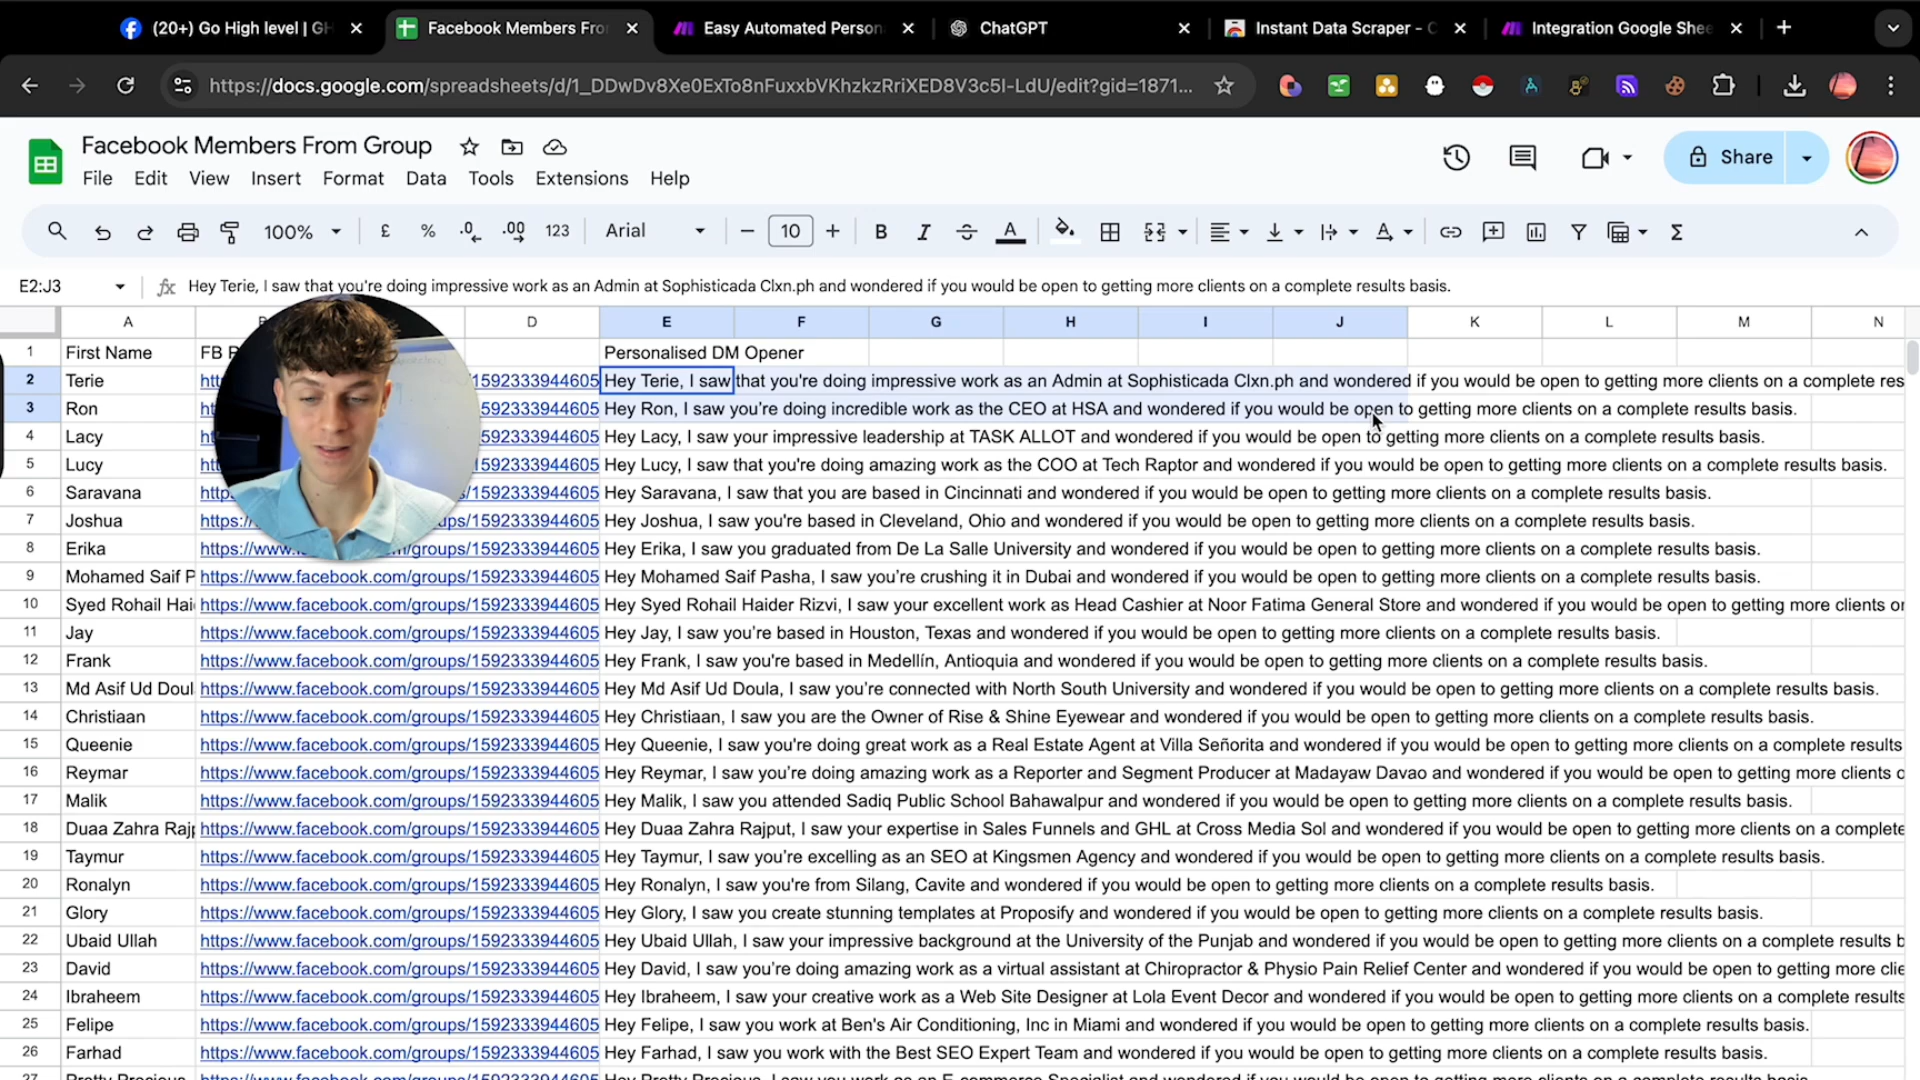 (20+) Go High level | GH
Facebook Members Fro
Easy Automated Person
ChatGPT
Instant Data Scraper - C
Integration Google Shee
https://docs.google.com/spreadsheets/d/1_DDwDv8Xe0ExTo8nFuxxbVKhzkzRriXED8V3c5I-LdU/edit?gid=1871...
Facebook Members From Group
Share
File Edit View Insert Format Data Tools Extensions Help
100% £ % .0 .00 123 Arial 10 B I A
E2:J3 fx Hey Terie, I saw that you're doing impressive work as an Admin at Sophisticada Clxn.ph and wondered if you would be open to getting more clients on a complete results basis.
A D E F G H I J K L M N
1 First Name FB Personalised DM Opener
2 Terie 1592333944605 Hey Terie, I saw that you're doing impressive work as an Admin at Sophisticada Clxn.ph and wondered if you would be open to getting more clients on a complete res
3 Ron 592333944605 Hey Ron, I saw you're doing incredible work as the CEO at HSA and wondered if you would be open to getting more clients on a complete results basis.
4 Lacy 592333944605 Hey Lacy, I saw your impressive leadership at TASK ALLOT and wondered if you would be open to getting more clients on a complete results basis.
5 Lucy 592333944605 Hey Lucy, I saw that you're doing amazing work as the COO at Tech Raptor and wondered if you would be open to getting more clients on a complete results basis.
6 Saravana http 1592333944605 Hey Saravana, I saw that you are based in Cincinnati and wondered if you would be open to getting more clients on a complete results basis.
7 Joshua https:/ ups/1592333944605 Hey Joshua, I saw you're based in Cleveland, Ohio and wondered if you would be open to getting more clients on a complete results basis.
8 Erika https://www. /groups/1592333944605 Hey Erika, I saw you graduated from De La Salle University and wondered if you would be open to getting more clients on a complete results basis.
9 Mohamed Saif P https://www.facebook.com/groups/1592333944605 Hey Mohamed Saif Pasha, I saw you're crushing it in Dubai and wondered if you would be open to getting more clients on a complete results basis.
10 Syed Rohail Hai https://www.facebook.com/groups/1592333944605 Hey Syed Rohail Haider Rizvi, I saw your excellent work as Head Cashier at Noor Fatima General Store and wondered if you would be open to getting more clients or
11 Jay https://www.facebook.com/groups/1592333944605 Hey Jay, I saw you're based in Houston, Texas and wondered if you would be open to getting more clients on a complete results basis.
12 Frank https://www.facebook.com/groups/1592333944605 Hey Frank, I saw you're based in Medellín, Antioquia and wondered if you would be open to getting more clients on a complete results basis.
13 Md Asif Ud Doul https://www.facebook.com/groups/1592333944605 Hey Md Asif Ud Doula, I saw you're connected with North South University and wondered if you would be open to getting more clients on a complete results basis.
14 Christiaan https://www.facebook.com/groups/1592333944605 Hey Christiaan, I saw you are the Owner of Rise & Shine Eyewear and wondered if you would be open to getting more clients on a complete results basis.
15 Queenie https://www.facebook.com/groups/1592333944605 Hey Queenie, I saw you're doing great work as a Real Estate Agent at Villa Señorita and wondered if you would be open to getting more clients on a complete results
16 Reymar https://www.facebook.com/groups/1592333944605 Hey Reymar, I saw you're doing amazing work as a Reporter and Segment Producer at Madayaw Davao and wondered if you would be open to getting more clients o
17 Malik https://www.facebook.com/groups/1592333944605 Hey Malik, I saw you attended Sadiq Public School Bahawalpur and wondered if you would be open to getting more clients on a complete results basis.
18 Duaa Zahra Rajp https://www.facebook.com/groups/1592333944605 Hey Duaa Zahra Rajput, I saw your expertise in Sales Funnels and GHL at Cross Media Sol and wondered if you would be open to getting more clients on a complete
19 Taymur https://www.facebook.com/groups/1592333944605 Hey Taymur, I saw you're excelling as an SEO at Kingsmen Agency and wondered if you would be open to getting more clients on a complete results basis.
20 Ronalyn https://www.facebook.com/groups/1592333944605 Hey Ronalyn, I saw you're from Silang, Cavite and wondered if you would be open to getting more clients on a complete results basis.
21 Glory https://www.facebook.com/groups/1592333944605 Hey Glory, I saw you create stunning templates at Proposify and wondered if you would be open to getting more clients on a complete results basis.
22 Ubaid Ullah https://www.facebook.com/groups/1592333944605 Hey Ubaid Ullah, I saw your impressive background at the University of the Punjab and wondered if you would be open to getting more clients on a complete results b
23 David https://www.facebook.com/groups/1592333944605 Hey David, I saw you're doing amazing work as a virtual assistant at Chiropractor & Physio Pain Relief Center and wondered if you would be open to getting more clie
24 Ibraheem https://www.facebook.com/groups/1592333944605 Hey Ibraheem, I saw your creative work as a Web Site Designer at Lola Event Decor and wondered if you would be open to getting more clients on a complete results
25 Felipe https://www.facebook.com/groups/1592333944605 Hey Felipe, I saw you work at Ben's Air Conditioning, Inc in Miami and wondered if you would be open to getting more clients on a complete results basis.
26 Farhad https://www.facebook.com/groups/1592333944605 Hey Farhad, I saw you work with the Best SEO Expert Team and wondered if you would be open to getting more clients on a complete results basis.